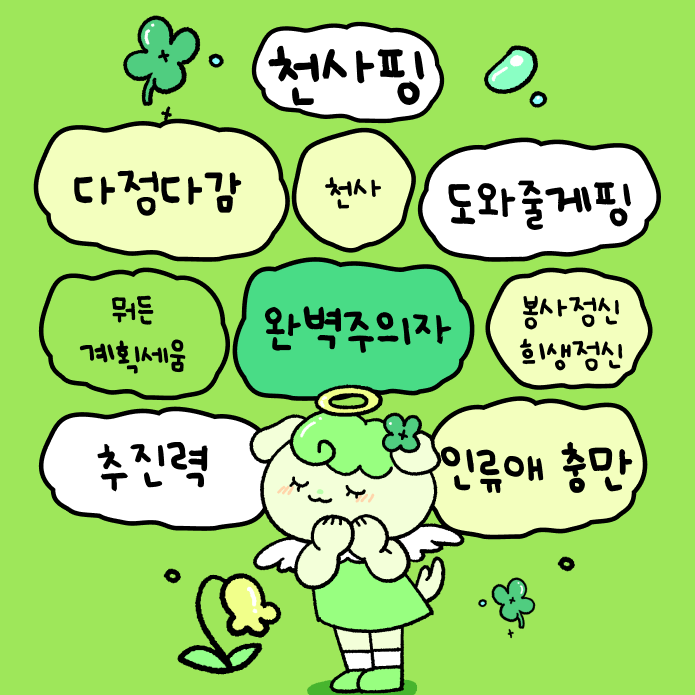 천사핑
다정다감
천사
도와줄게핑
뭐든
계획세움
완벽주의자
봉사정신
희생정신
추진력
인류애 충만